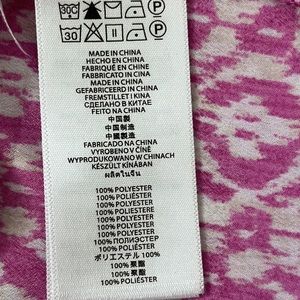 30C P
30 P
MADE IN CHINA
HECHO EN CHINA
FABRIQUÉ EN CHINE
FABBRICATO IN CINA
MADE IN CHINA
GEFABRICEERD IN CHINA
FREMSTILLET I KINA
СДЕЛАНО В КИТАЕ
FEITO NA CHINA
中国製
中国制造
中國製造
FABRICADO NA CHINA
VYROBENO V ČÍNĚ
WYPRODUKOWANO W CHINACH
KÉSZÜLT KÍNÁBAN
ผลิตในจีน
100% POLYESTER
100% POLIÉSTER
100% POLYESTER
100% POLIESTERE
100% POLYESTER
100% POLYESTER
100% POLYESTER
100% ПОЛИЭСТЕР
100% POLIÉSTER
ポリエステル 100%
100% 聚酯
100% 聚酯